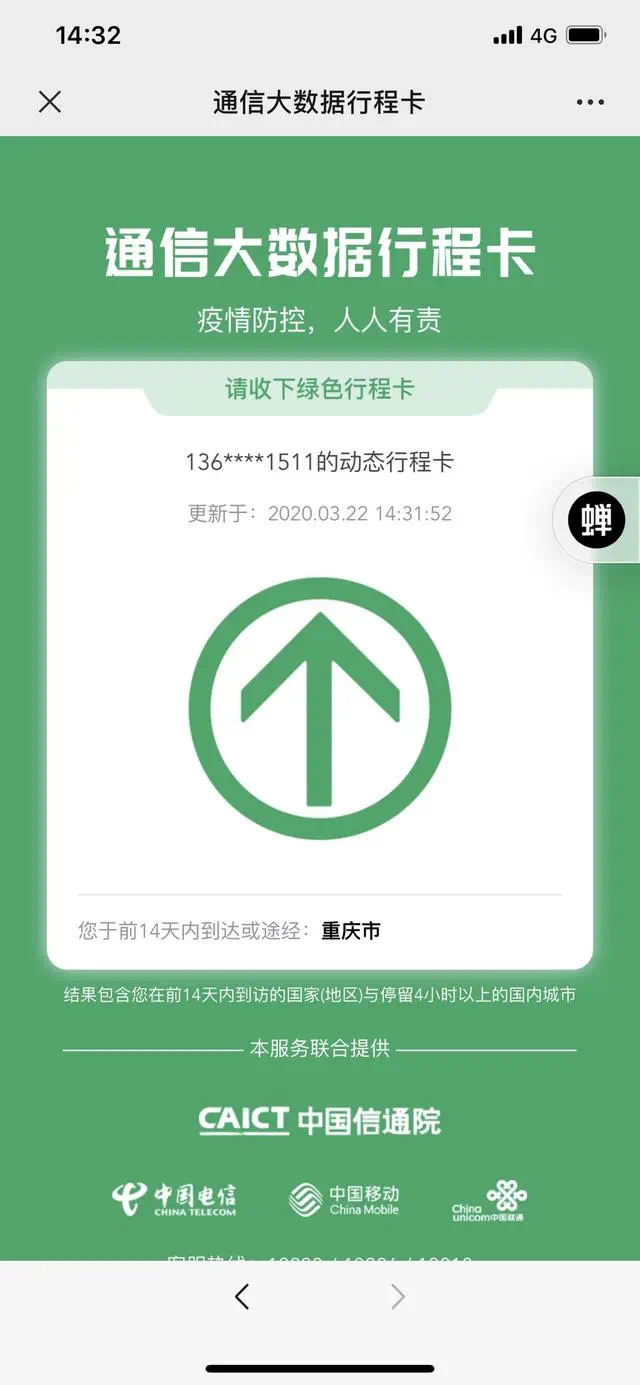 14:32
4G
通信大数据行程卡
通信大数据行程卡
疫情防控，人人有责
请收下绿色行程卡
136****1511的动态行程卡
更新于：2020.03.22 14:31:52
蝉
您于前14天内到达或途经：重庆市
结果包含您在前14天内到访的国家(地区)与停留4小时以上的国内城市
本服务联合提供
CAICT 中国信通院
中国电信
CHINA TELECOM
中国移动
China Mobile
China
unicom中国联通